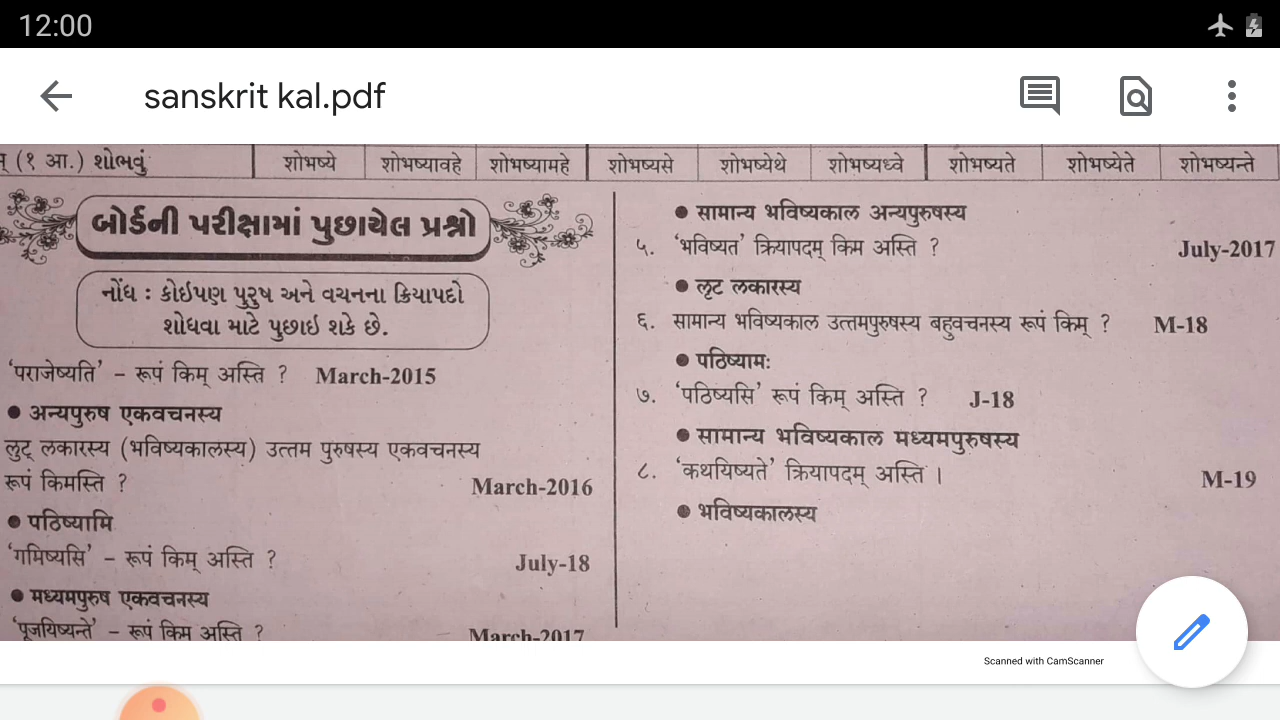 12:00
sanskrit kal.pdf
(१ आ.) શોભવું शोभष्ये शोभष्यावहे शोभष्यामहे शोभष्यसे शोभष्येथे शोभष्यध्वे शोभष्यते शोभष्येते शोभष्यन्ते
બોર્ડની પરીક્ષામાં પુછાયેલ પ્રશ્નો
નોંધ : કોઇપણ પુરુષ અને વચનના ક્રિયાપદો
શોધવા માટે પુછાઇ શકે છે.
‘पराजेष्यति’ – रूपं किम् अस्ति ? March-2015
● अन्यपुरुष एकवचनस्य
लुट् लकारस्य (भविष्यकालस्य) उत्तम पुरुषस्य एकवचनस्य
रूपं किमस्ति ? March-2016
● पठिष्यामि
‘गमिष्यसि’ – रूपं किम् अस्ति ? July-18
● मध्यमपुरुष एकवचनस्य
‘पूजयिष्यन्ते’ – रूपं किम अस्ति ? March-2017
● सामान्य भविष्यकाल अन्यपुरुषस्य
५. ‘भविष्यत’ क्रियापदम् किम अस्ति ? July-2017
● लृट लकारस्य
६. सामान्य भविष्यकाल उत्तमपुरुषस्य बहुवचनस्य रूपं किम् ? M-18
● पठिष्यामः
७. ‘पठिष्यसि’ रूपं किम् अस्ति ? J-18
● सामान्य भविष्यकाल मध्यमपुरुषस्य
८. ‘कथयिष्यते’ क्रियापदम् अस्ति । M-19
● भविष्यकालस्य
Scanned with CamScanner